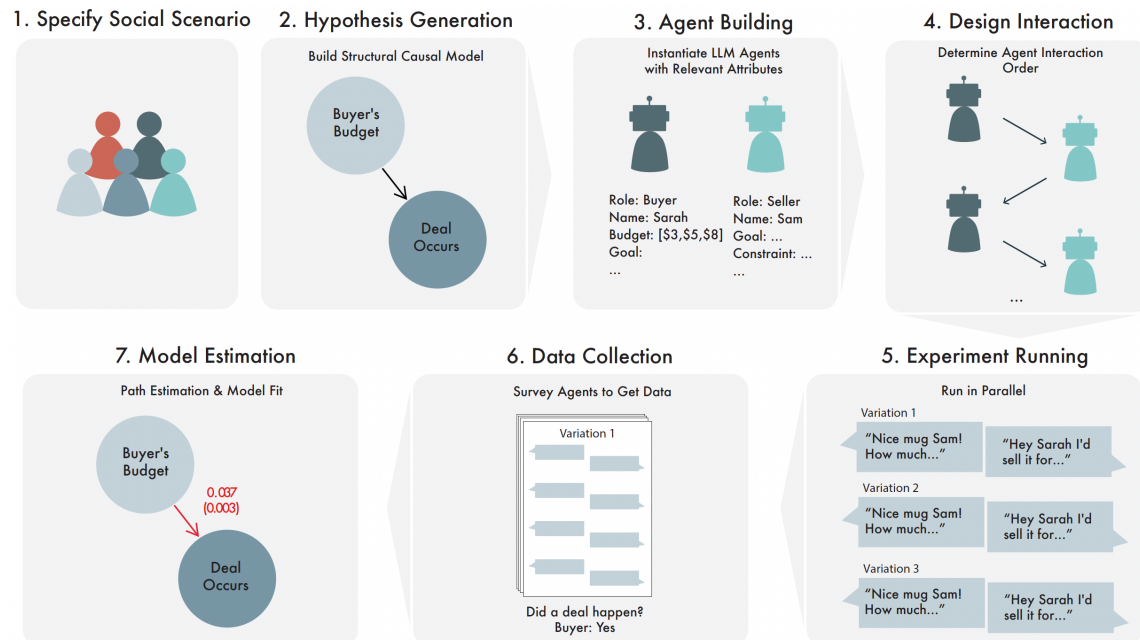 1. Specify Social Scenario
2. Hypothesis Generation
Build Structural Causal Model
Buyer's
Budget
Deal
Occurs
3. Agent Building
Instantiate LLM Agents
with Relevant Attributes
Role: Buyer
Name: Sarah
Budget: [$3,$5,$8]
Goal:
...
Role: Seller
Name: Sam
Goal: ...
Constraint: ...
...
4. Design Interaction
Determine Agent Interaction
Order
...
5. Experiment Running
Run in Parallel
Variation 1
“Nice mug Sam!
How much...”
“Hey Sarah I'd
sell it for...”
Variation 2
“Nice mug Sam!
How much...”
“Hey Sarah I'd
sell it for...”
Variation 3
“Nice mug Sam!
How much...”
“Hey Sarah I'd
sell it for...”
6. Data Collection
Survey Agents to Get Data
Variation 1
Did a deal happen?
Buyer: Yes
7. Model Estimation
Path Estimation & Model Fit
Buyer's
Budget
0.037
(0.003)
Deal
Occurs